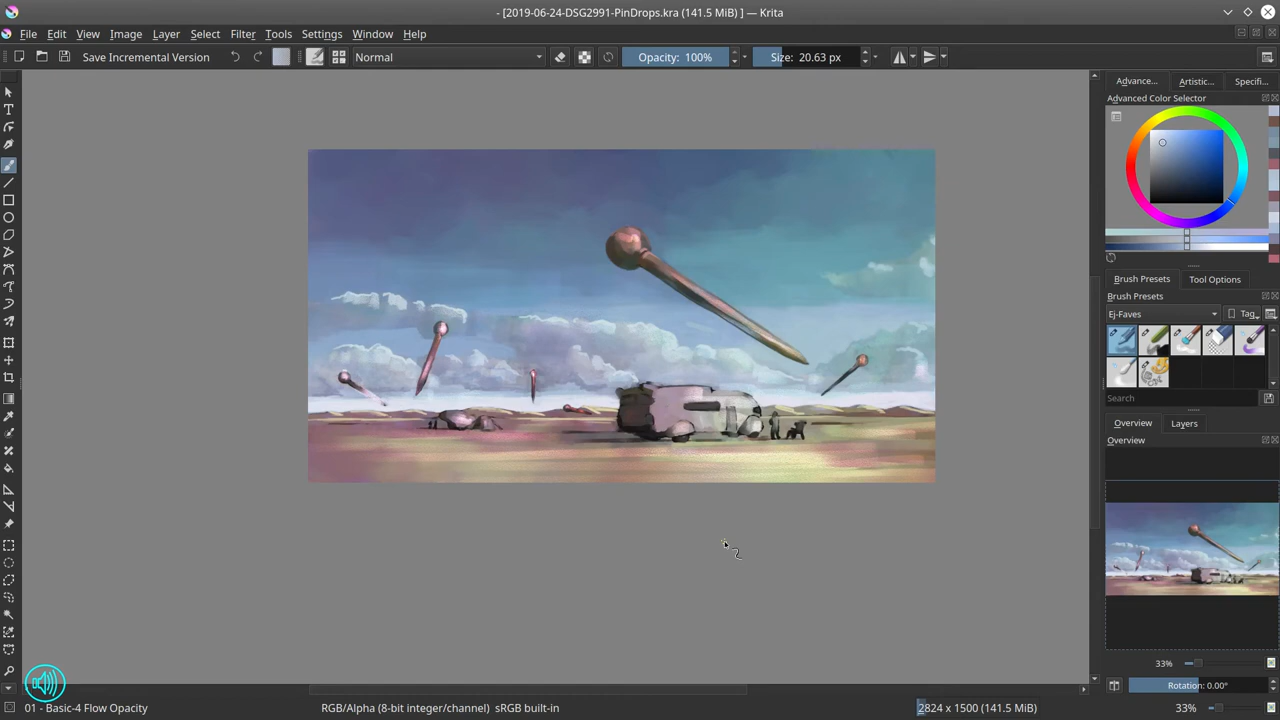 - [2019-06-24-DSG2991-PinDrops.kra (141.5 MiB) ] — Krita
File Edit View Image Layer Select Filter Tools Settings Window Help
Save Incremental Version Normal Opacity: 100% Size: 20.63 px
Advance... Artistic... Specifi...
Advanced Color Selector
Brush Presets Tool Options
Brush Presets
Ej-Faves Tag
Search
Overview Layers
Overview
33%
Rotation: 0.00°
01 - Basic-4 Flow Opacity RGB/Alpha (8-bit integer/channel) sRGB built-in 2824 x 1500 (141.5 MiB) 33%